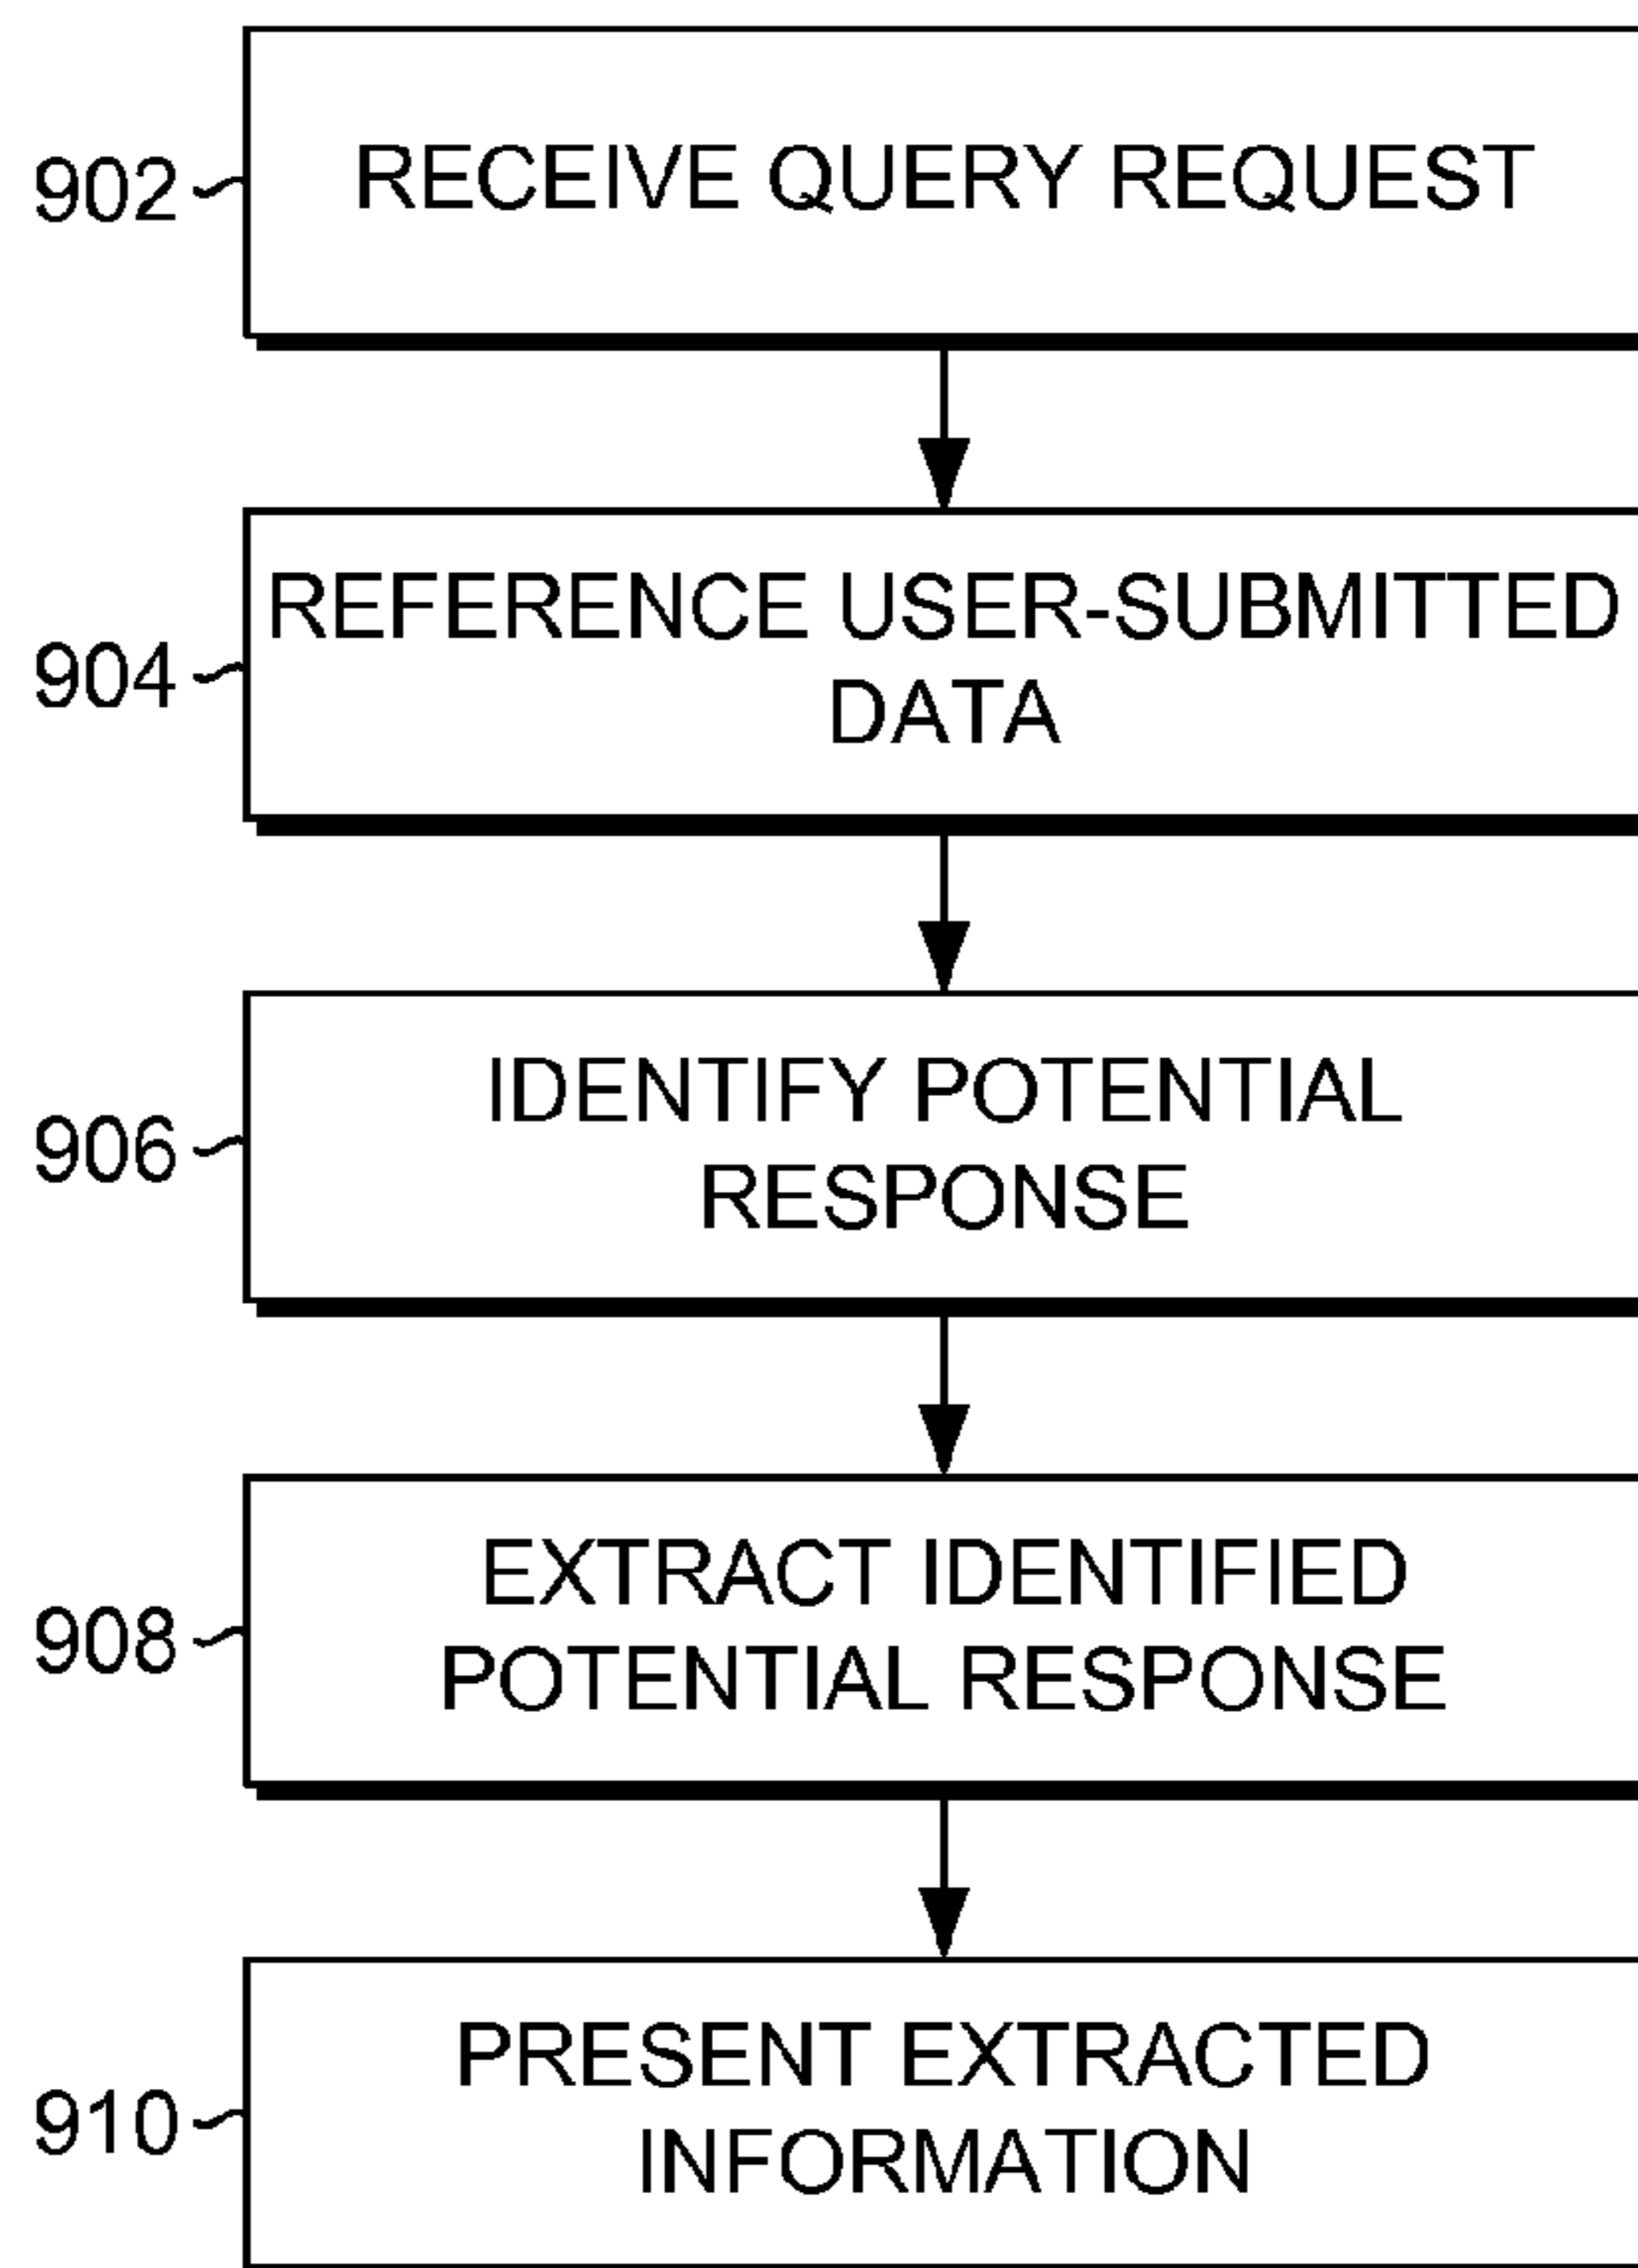 902
RECEIVE QUERY REQUEST
904
REFERENCE USER-SUBMITTED
DATA
906
IDENTIFY POTENTIAL
RESPONSE
908
EXTRACT IDENTIFIED
POTENTIAL RESPONSE
910
PRESENT EXTRACTED
INFORMATION